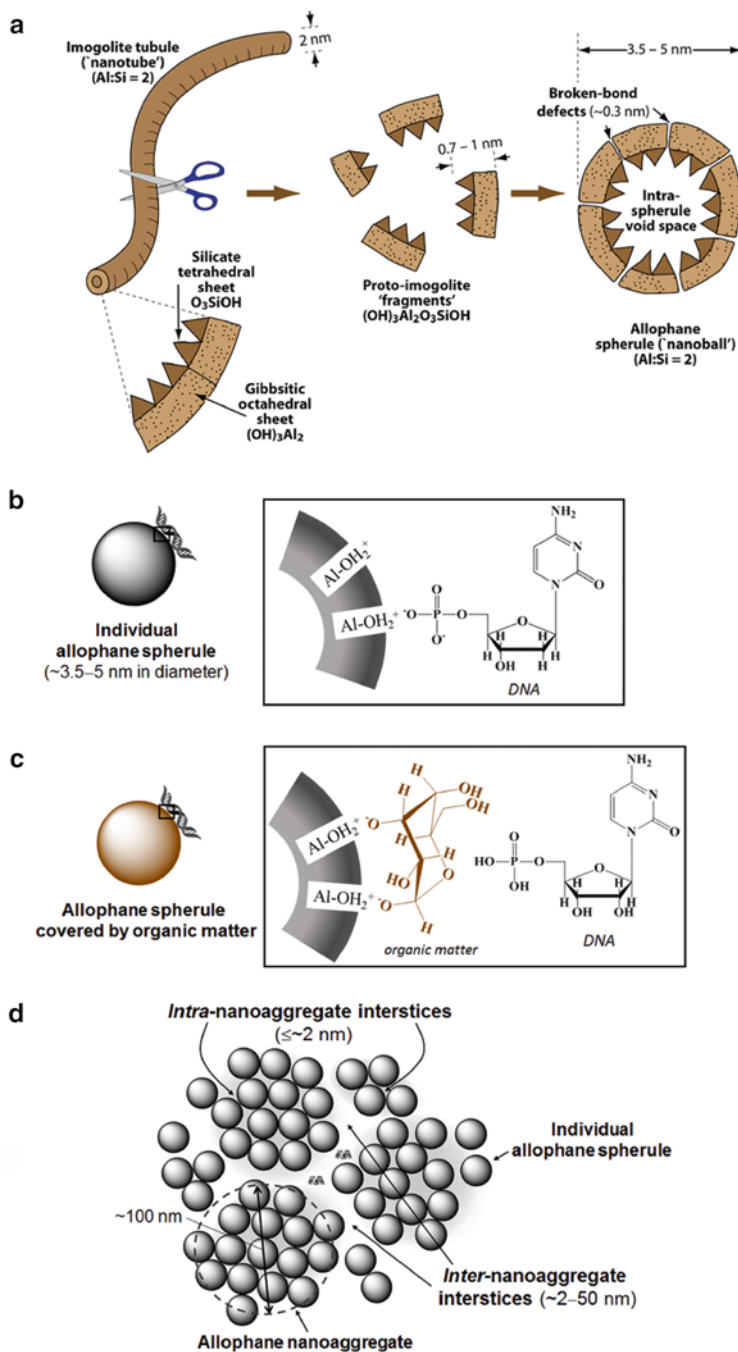 a
Imogolite tubule
(`nanotube')
(Al:Si = 2)
2 nm
Silicate
tetrahedral
sheet
O₃SiOH
Gibbsitic
octahedral
sheet
(OH)₃Al₂
0.7 – 1 nm
Proto-imogolite
'fragments'
(OH)₃Al₂O₃SiOH
3.5 – 5 nm
Broken-bond
defects (~0.3 nm)
Intra-
spherule
void space
Allophane
spherule (`nanoball')
(Al:Si = 2)
b
Individual
allophane spherule
(~3.5–5 nm in diameter)
Al-OH₂⁺
Al-OH₂⁺
⁻O
O
P
O⁻
O
O
H
H
H
H
H
OH
NH₂
N
N
O
DNA
c
Allophane spherule
covered by organic matter
Al-OH₂⁺
Al-OH₂⁺
H
H
OH
OH
⁻O
H
H
HO
O
⁻O
H
organic matter
O
HO
P
OH
O
O
H
H
H
H
OH
OH
NH₂
N
N
O
DNA
d
Intra-nanoaggregate interstices
(≤~2 nm)
Individual
allophane spherule
~100 nm
Inter-nanoaggregate
interstices (~2–50 nm)
Allophane nanoaggregate